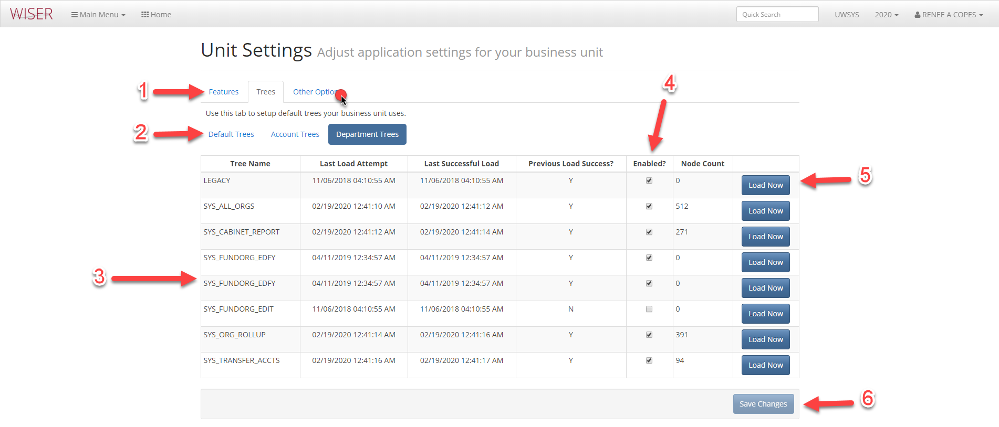 WISER Main Menu Home Quick Search UWSYS 2020 RENEE A COPES
Unit Settings Adjust application settings for your business unit
4
1 Features Trees Other Option
Use this tab to setup default trees your business unit uses.
2 Default Trees Account Trees Department Trees
Tree Name Last Load Attempt Last Successful Load Previous Load Success? Enabled? Node Count
LEGACY 11/06/2018 04:10:55 AM 11/06/2018 04:10:55 AM Y 0 Load Now 5
SYS_ALL_ORGS 02/19/2020 12:41:10 AM 02/19/2020 12:41:12 AM Y 512 Load Now
SYS_CABINET_REPORT 02/19/2020 12:41:12 AM 02/19/2020 12:41:14 AM Y 271 Load Now
SYS_FUNDORG_EDFY 04/11/2019 12:34:57 AM 04/11/2019 12:34:57 AM Y 0 Load Now
3 SYS_FUNDORG_EDFY 04/11/2019 12:34:57 AM 04/11/2019 12:34:57 AM Y 0 Load Now
SYS_FUNDORG_EDIT 11/06/2018 04:10:55 AM 11/06/2018 04:10:55 AM N 0 Load Now
SYS_ORG_ROLLUP 02/19/2020 12:41:14 AM 02/19/2020 12:41:16 AM Y 391 Load Now
SYS_TRANSFER_ACCTS 02/19/2020 12:41:16 AM 02/19/2020 12:41:17 AM Y 94 Load Now
Save Changes 6